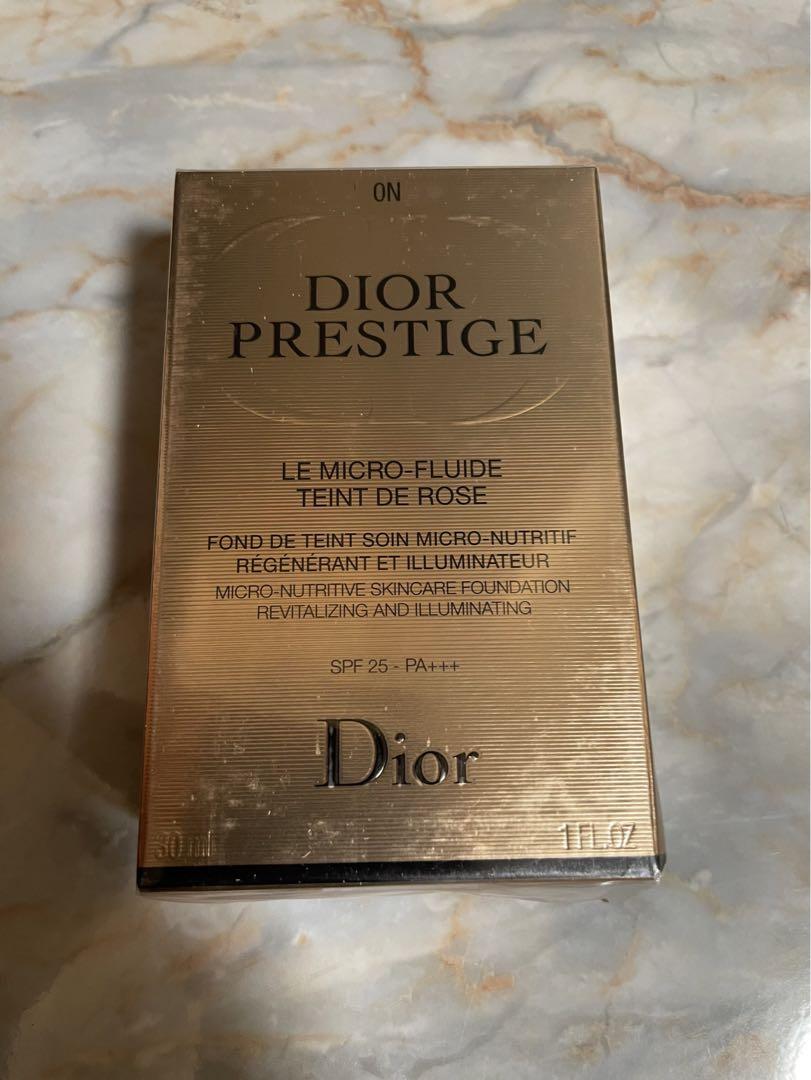 0N
DIOR
PRESTIGE
LE MICRO-FLUIDE
TEINT DE ROSE
FOND DE TEINT SOIN MICRO-NUTRITIF
RÉGÉNÉRANT ET ILLUMINATEUR
MICRO-NUTRITIVE SKINCARE FOUNDATION
REVITALIZING AND ILLUMINATING
SPF 25 - PA+++
Dior
30 ml
1 FL.OZ